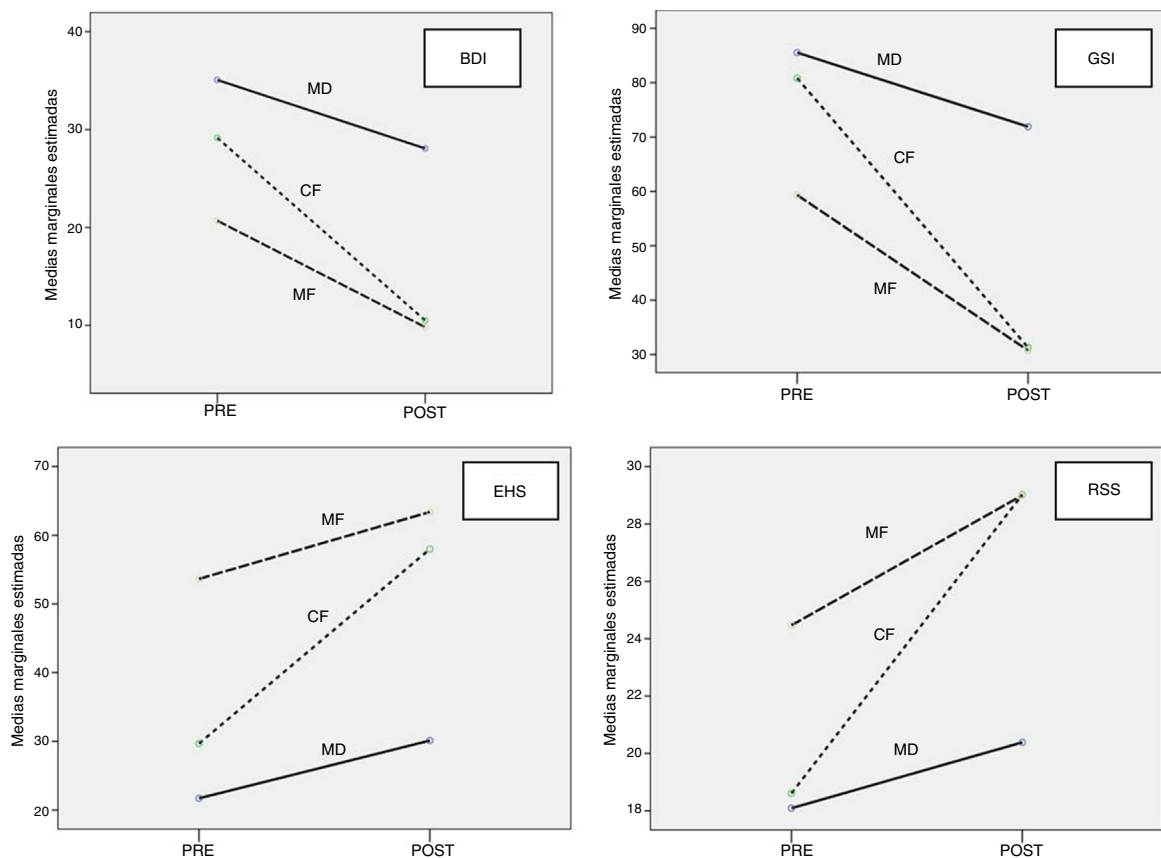 BDI
Medias marginales estimadas
40
30
20
10
MD
CF
MF
PRE
POST
GSI
Medias marginales estimadas
90
80
70
60
50
40
30
MD
CF
MF
PRE
POST
EHS
Medias marginales estimadas
70
60
50
40
30
20
MF
CF
MD
PRE
POST
RSS
Medias marginales estimadas
30
28
26
24
22
20
18
MF
CF
MD
PRE
POST